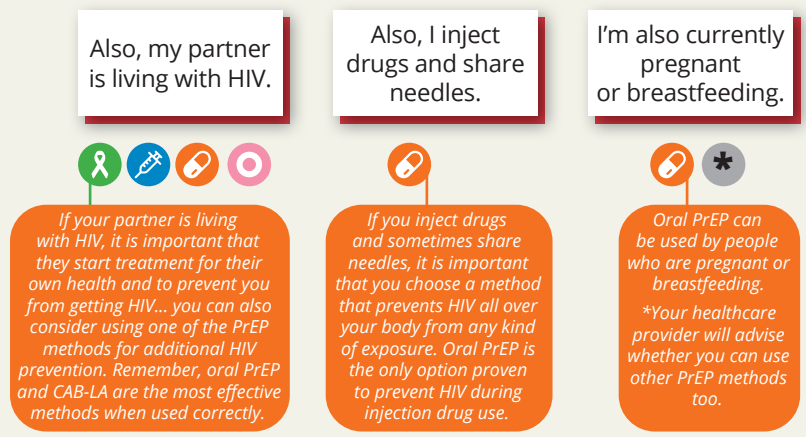 Also, my partner
is living with HIV.
Also, I inject
drugs and share
needles.
I'm also currently
pregnant
or breastfeeding.
*
If your partner is living
with HIV, it is important that
they start treatment for their
own health and to prevent you
from getting HIV... you can also
consider using one of the PrEP
methods for additional HIV
prevention. Remember, oral PrEP
and CAB-LA are the most effective
methods when used correctly.
If you inject drugs
and sometimes share
needles, it is important
that you choose a method
that prevents HIV all over
your body from any kind
of exposure. Oral PrEP is
the only option proven
to prevent HIV during
injection drug use.
Oral PrEP can
be used by people
who are pregnant or
breastfeeding.
*Your healthcare
provider will advise
whether you can use
other PrEP methods
too.